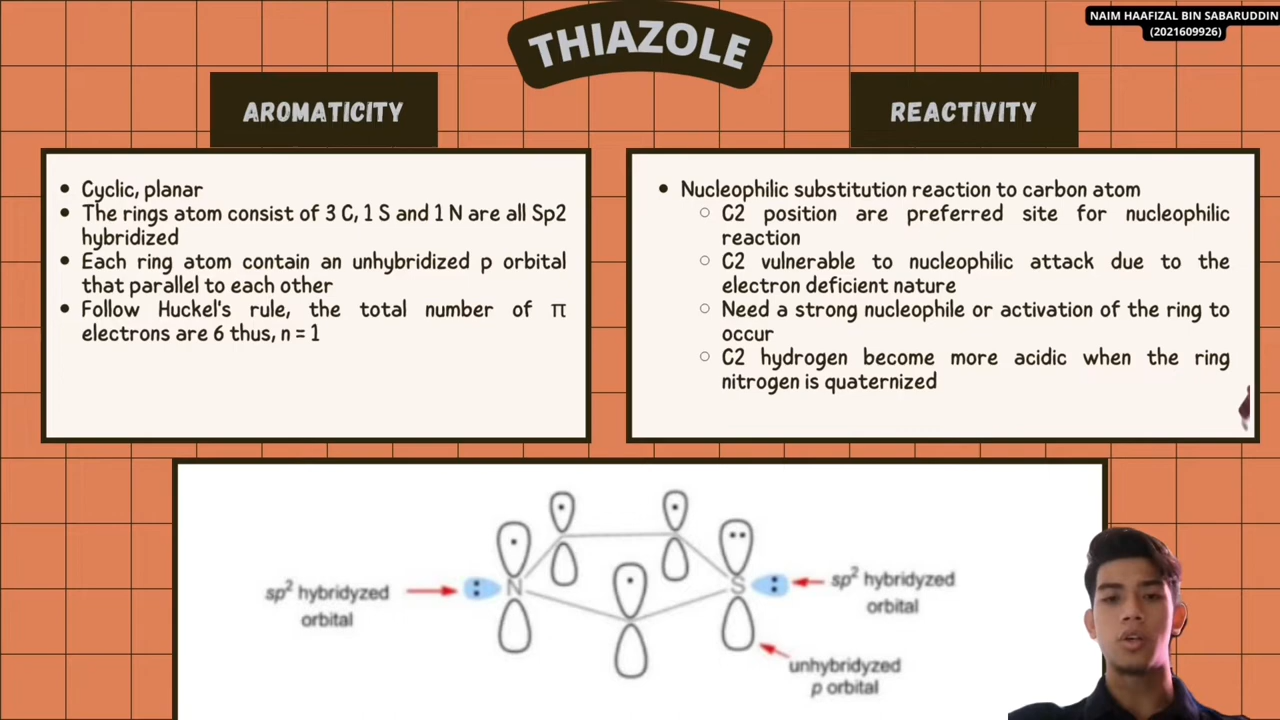 THIAZOLE
NAIM HAAFIZAL BIN SABARUDDIN
(2021609926)
AROMATICITY
• Cyclic, planar
• The rings atom consist of 3 C, 1 S and 1 N are all Sp2
hybridized
• Each ring atom contain an unhybridized p orbital
that parallel to each other
• Follow Huckel's rule, the total number of π
electrons are 6 thus, n = 1
REACTIVITY
• Nucleophilic substitution reaction to carbon atom
○ C2 position are preferred site for nucleophilic
reaction
○ C2 vulnerable to nucleophilic attack due to the
electron deficient nature
○ Need a strong nucleophile or activation of the ring to
occur
○ C2 hydrogen become more acidic when the ring
nitrogen is quaternized
sp² hybridyzed
orbital
N
S
sp² hybridyzed
orbital
unhybridyzed
p orbital